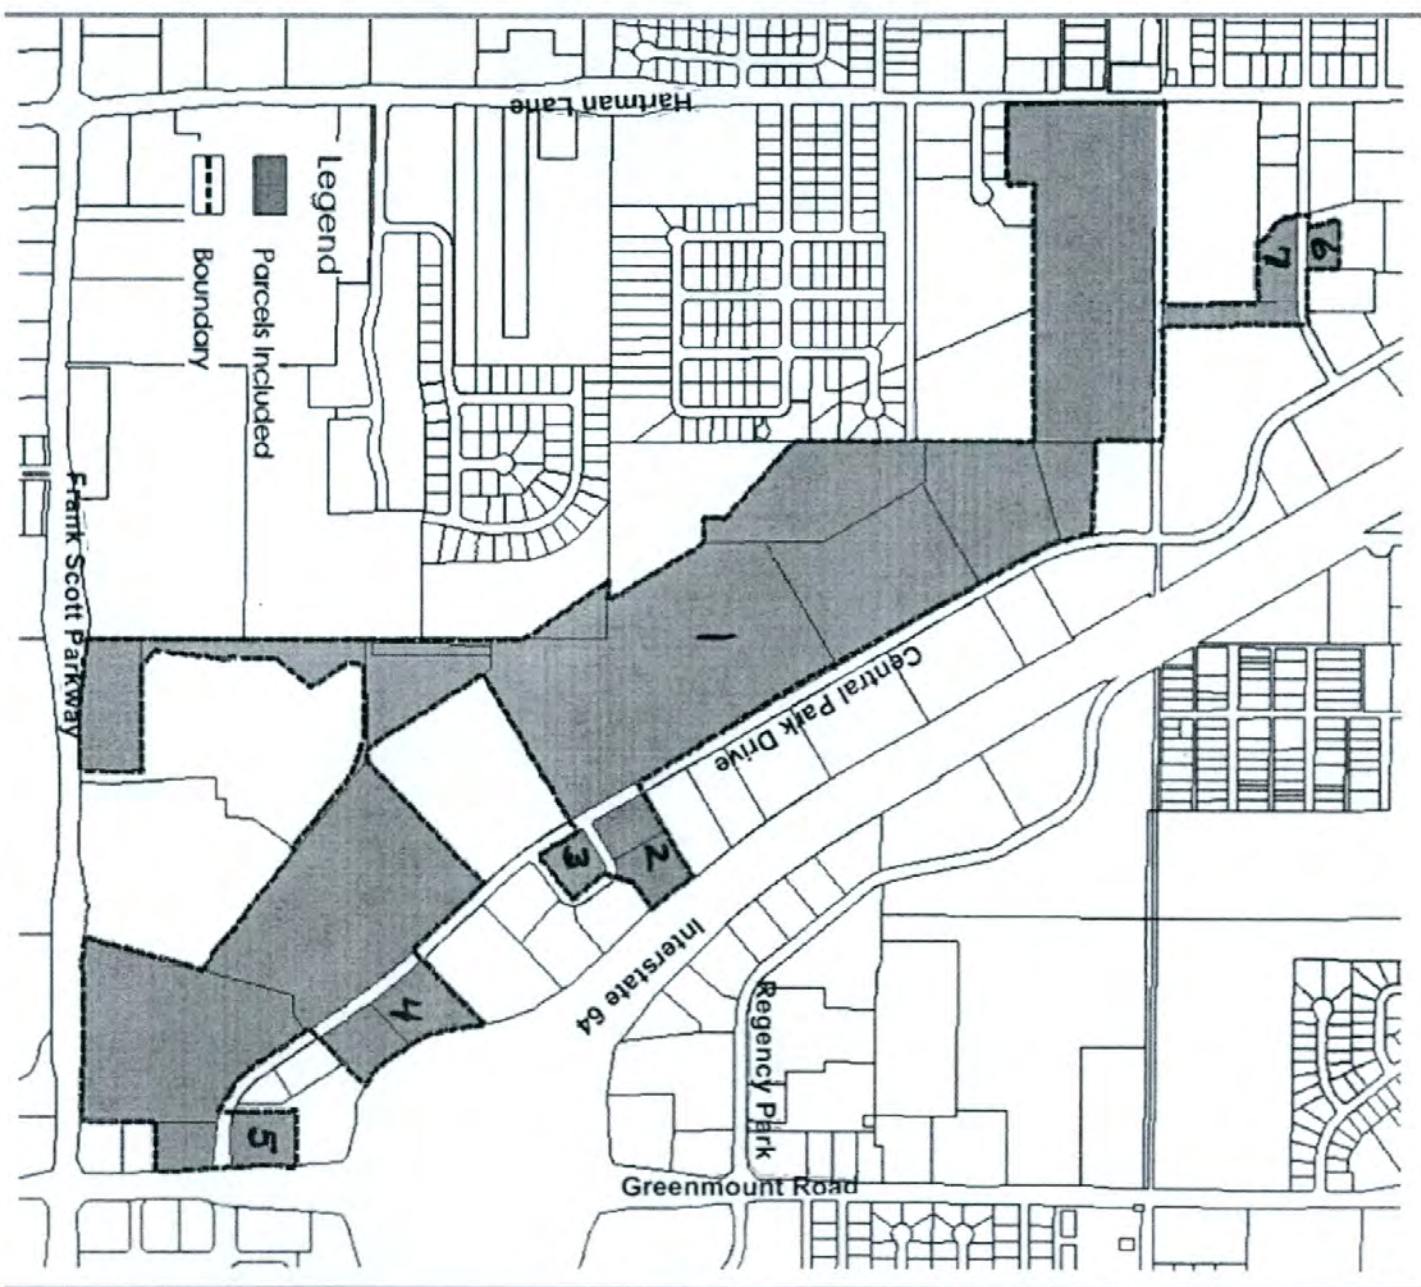 Hartman Lane
Legend
Parcels Included
Boundary
6
7
Frank Scott Parkway
1
Central Park Drive
2
3
Interstate 64
4
Regency Park
5
Greenmount Road